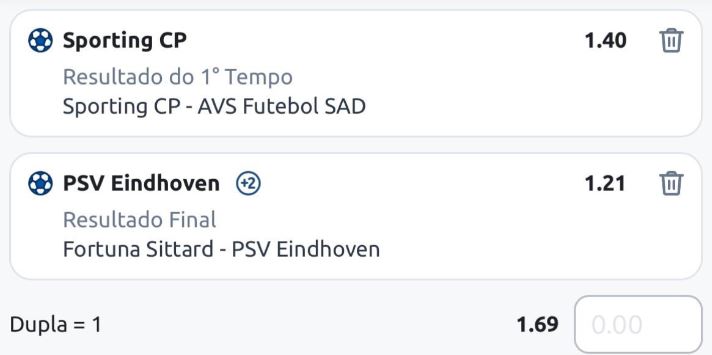 Sporting CP 1.40
Resultado do 1° Tempo
Sporting CP - AVS Futebol SAD
PSV Eindhoven +2 1.21
Resultado Final
Fortuna Sittard - PSV Eindhoven
Dupla = 1 1.69 0.00